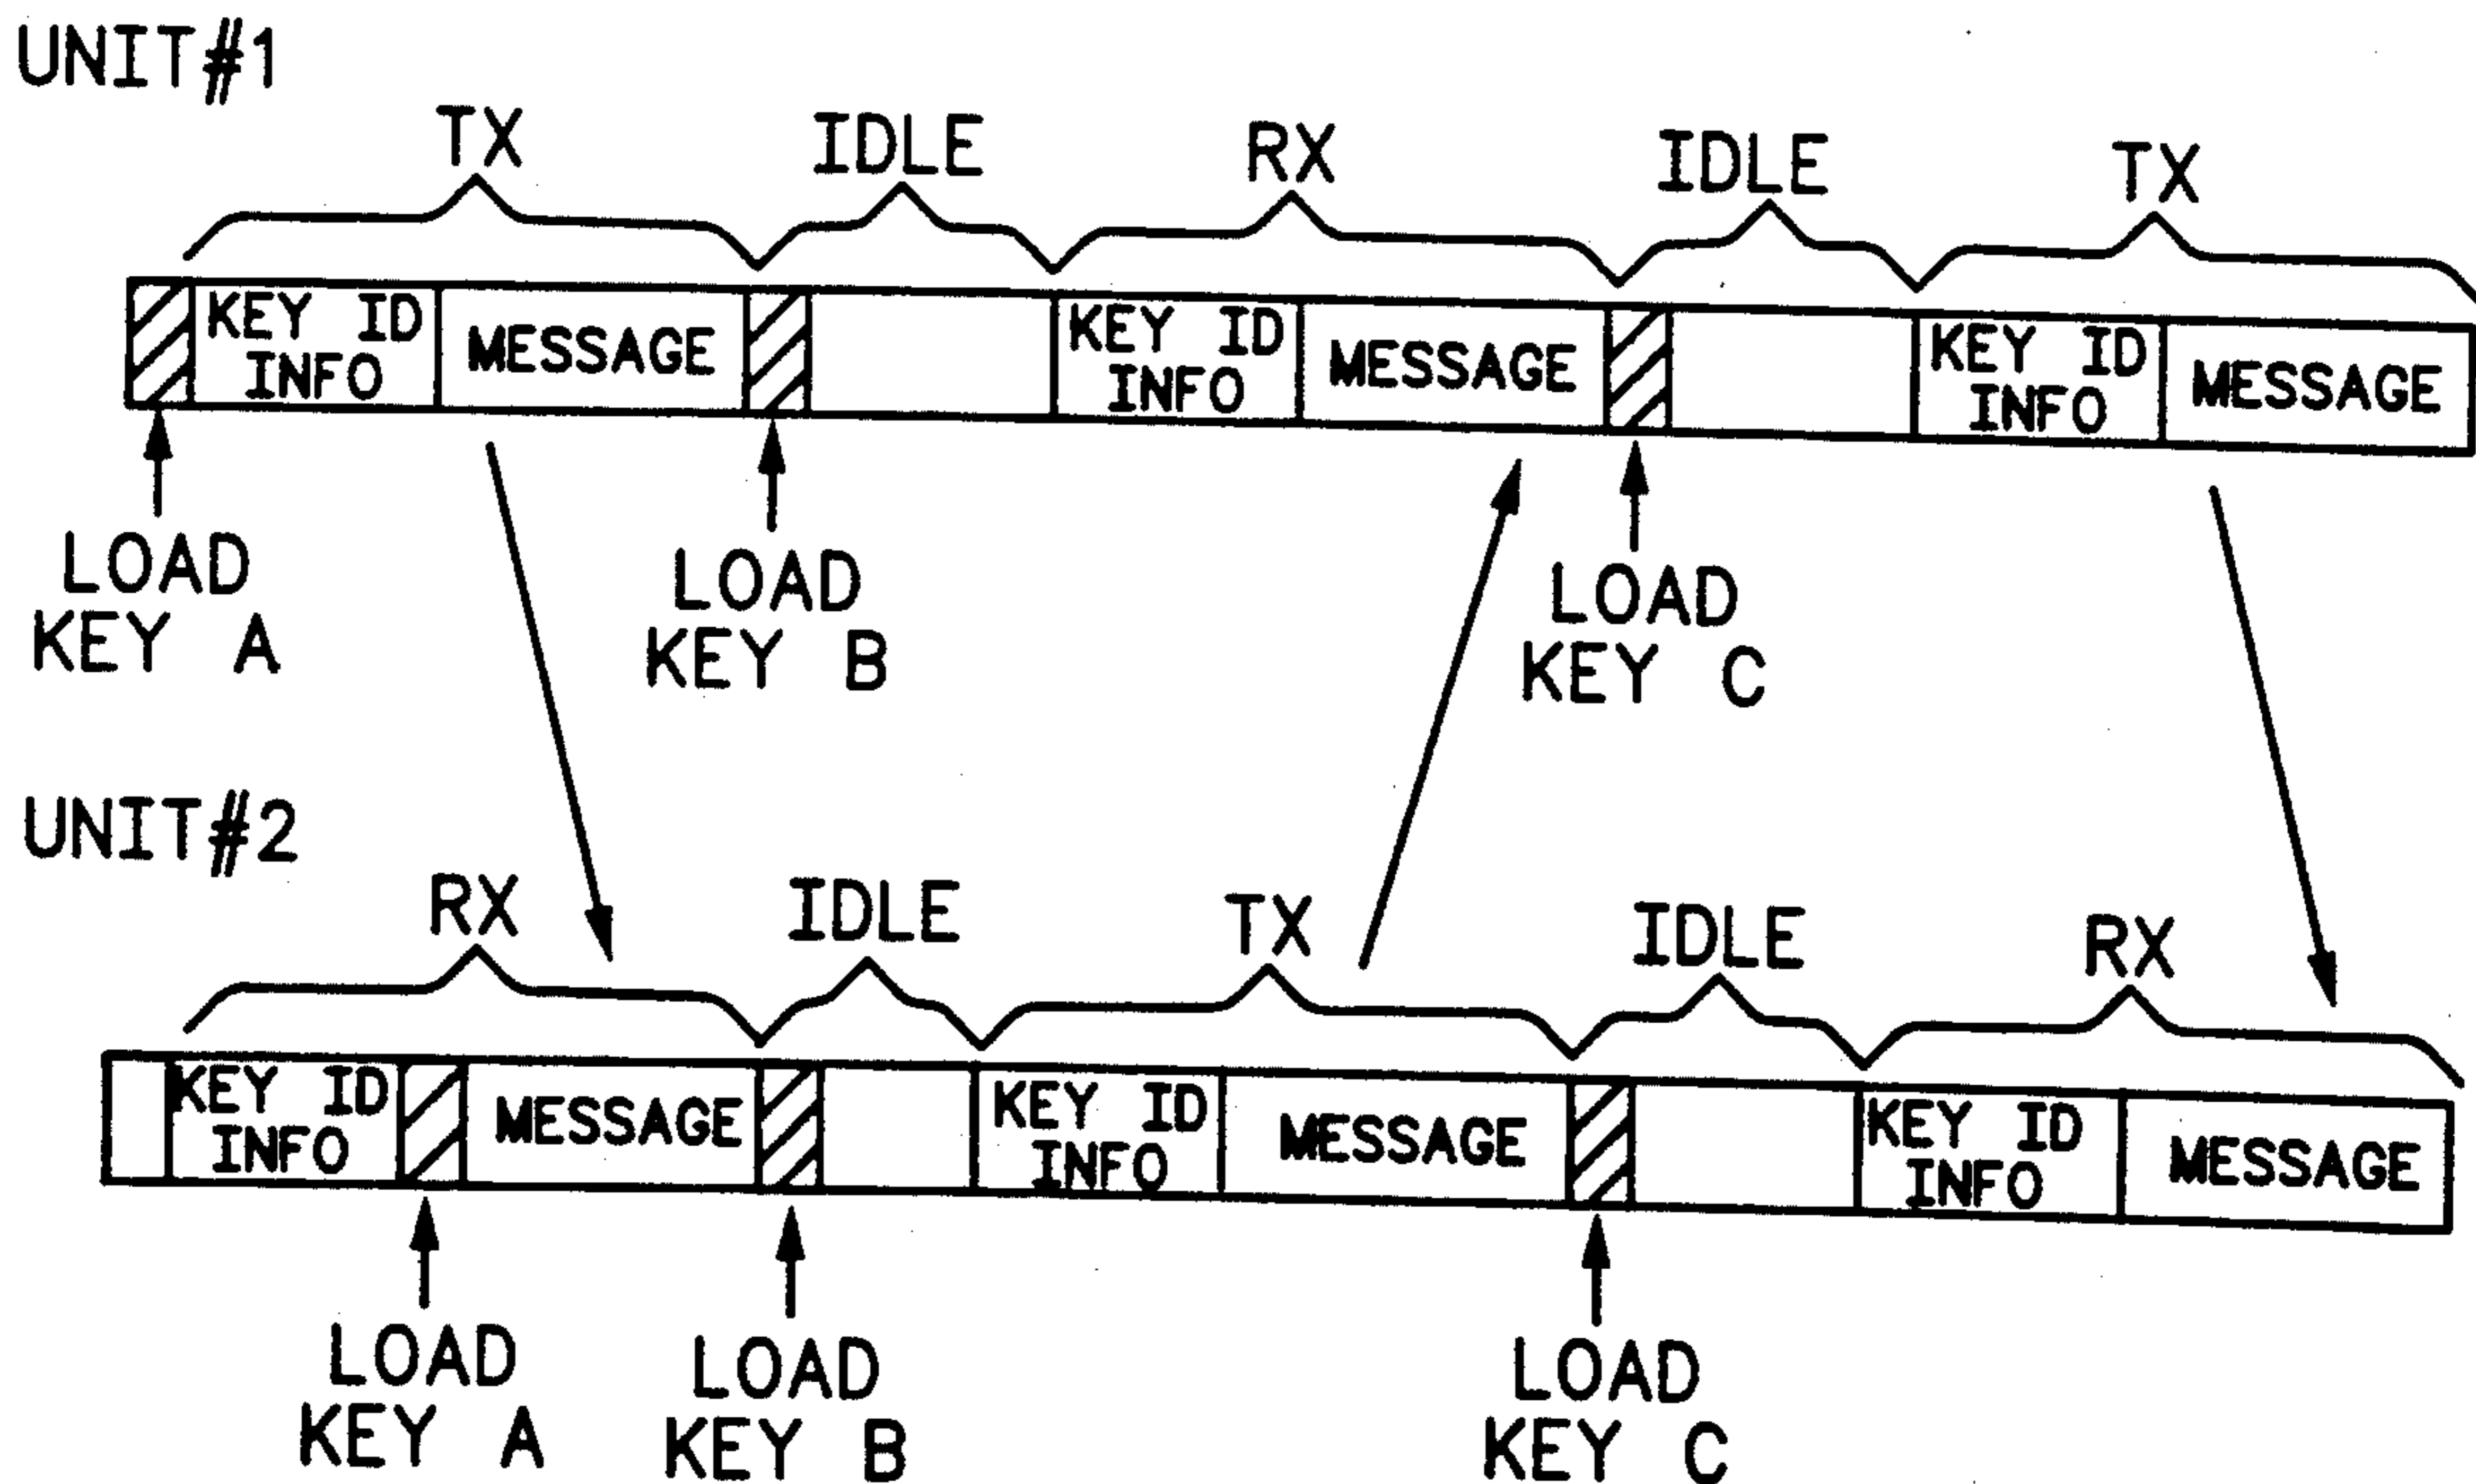 UNIT#1
TX IDLE RX IDLE TX
KEY ID INFO
MESSAGE
KEY ID INFO
MESSAGE
KEY ID INFO
MESSAGE
LOAD
KEY A
LOAD
KEY B
LOAD
KEY C
UNIT#2
RX IDLE TX IDLE RX
KEY ID INFO
MESSAGE
KEY ID INFO
MESSAGE
KEY ID INFO
MESSAGE
LOAD
KEY A
LOAD
KEY B
LOAD
KEY C